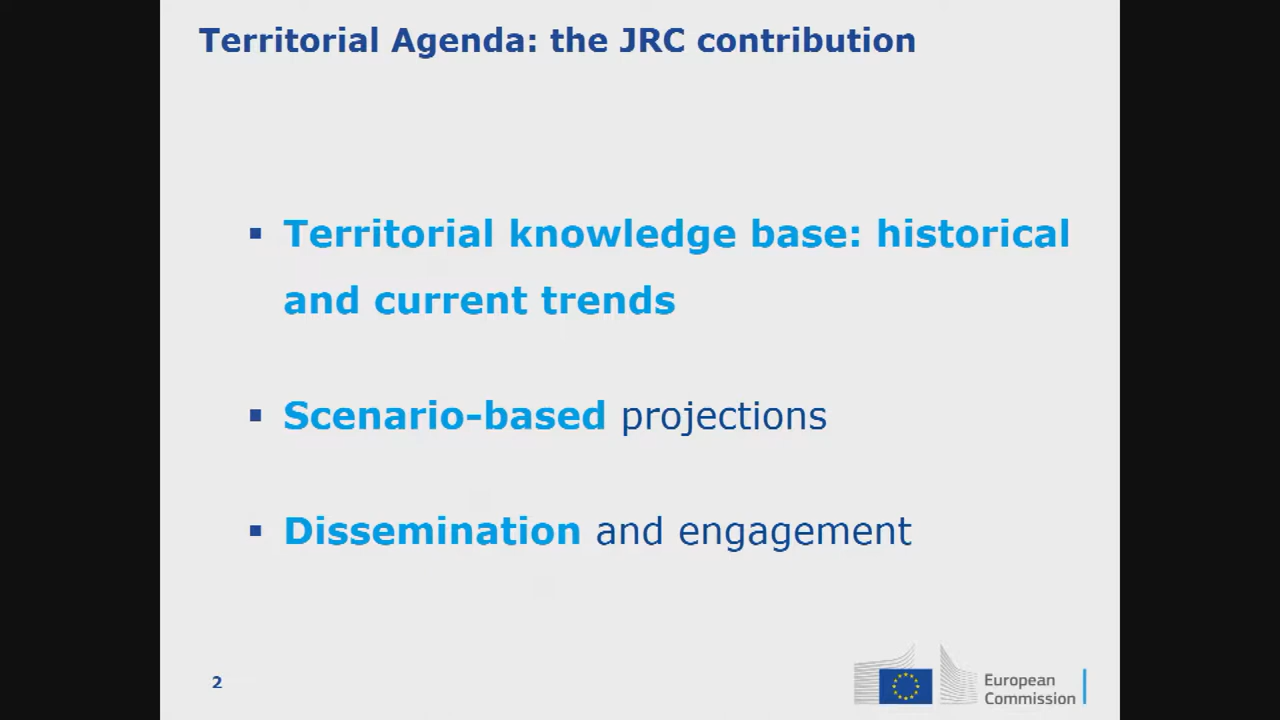 Territorial Agenda: the JRC contribution
▪ Territorial knowledge base: historical
and current trends
▪ Scenario-based projections
▪ Dissemination and engagement
2
European
Commission